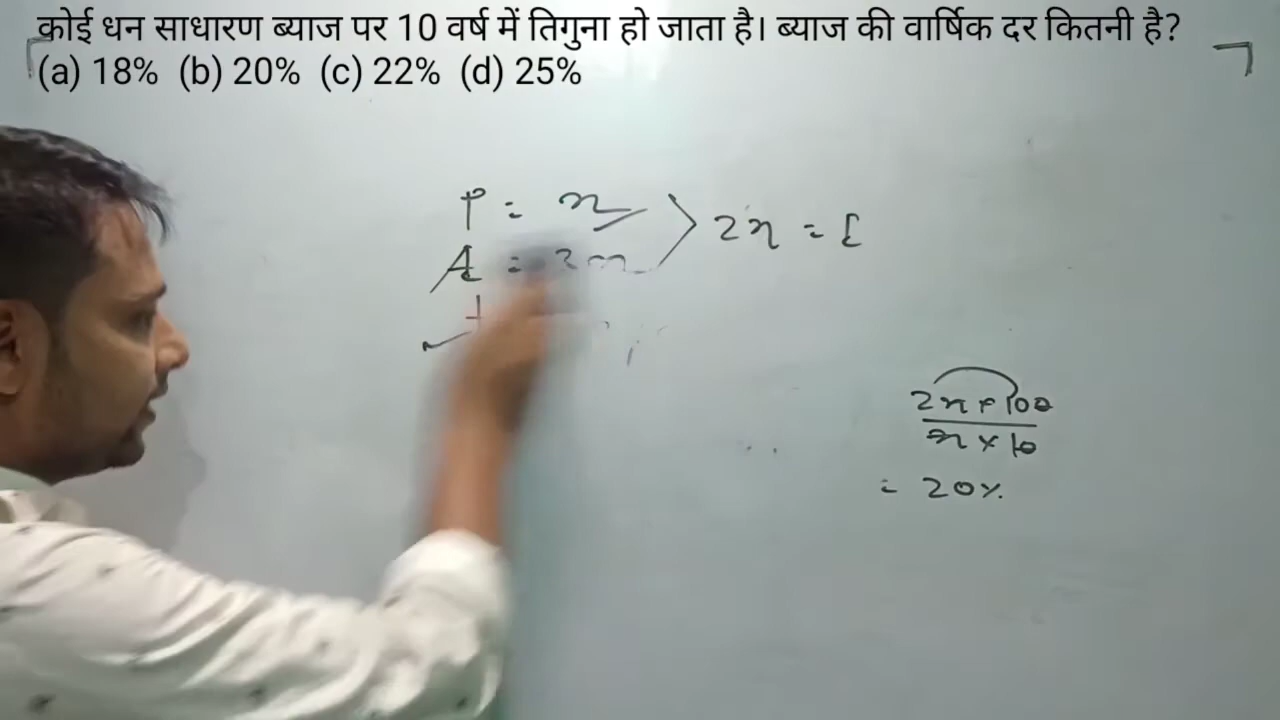 कोई धन साधारण ब्याज पर 10 वर्ष में तिगुना हो जाता है। ब्याज की वार्षिक दर कितनी है?
(a) 18% (b) 20% (c) 22% (d) 25%
P = x
2x = I
A = 3x
2x × 100
x × 10
= 20%